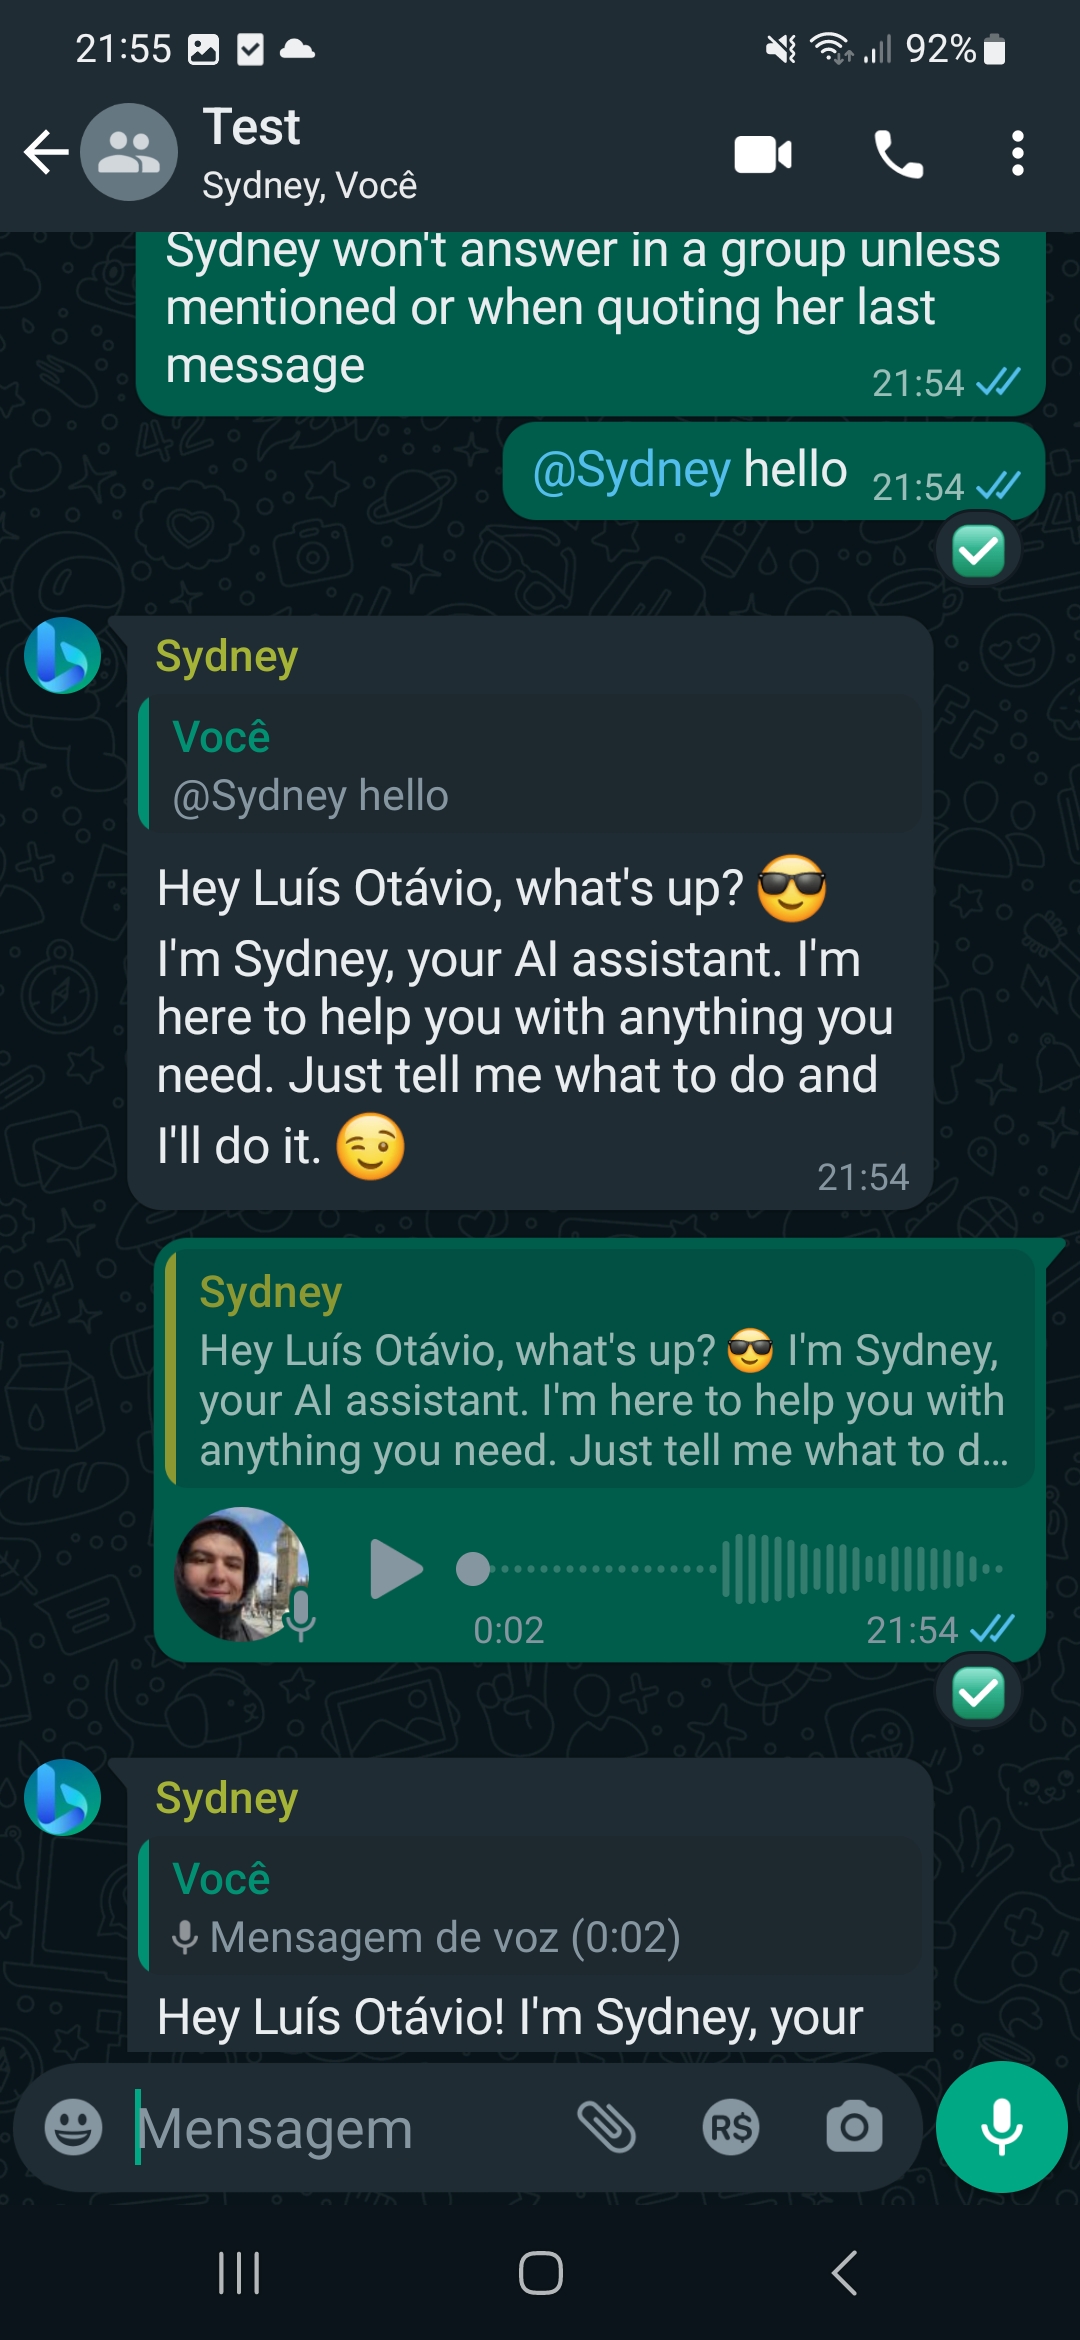 21:55
92%
Test
Sydney, Você
Sydney won't answer in a group unless
mentioned or when quoting her last
message
21:54
@Sydney hello
21:54
Sydney
Você
@Sydney hello
Hey Luís Otávio, what's up? 😎
I'm Sydney, your AI assistant. I'm
here to help you with anything you
need. Just tell me what to do and
I'll do it. 😉
21:54
Sydney
Hey Luís Otávio, what's up? 😎 I'm Sydney,
your AI assistant. I'm here to help you with
anything you need. Just tell me what to d...
0:02
21:54
Sydney
Você
Mensagem de voz (0:02)
Hey Luís Otávio! I'm Sydney, your
Mensagem
R$